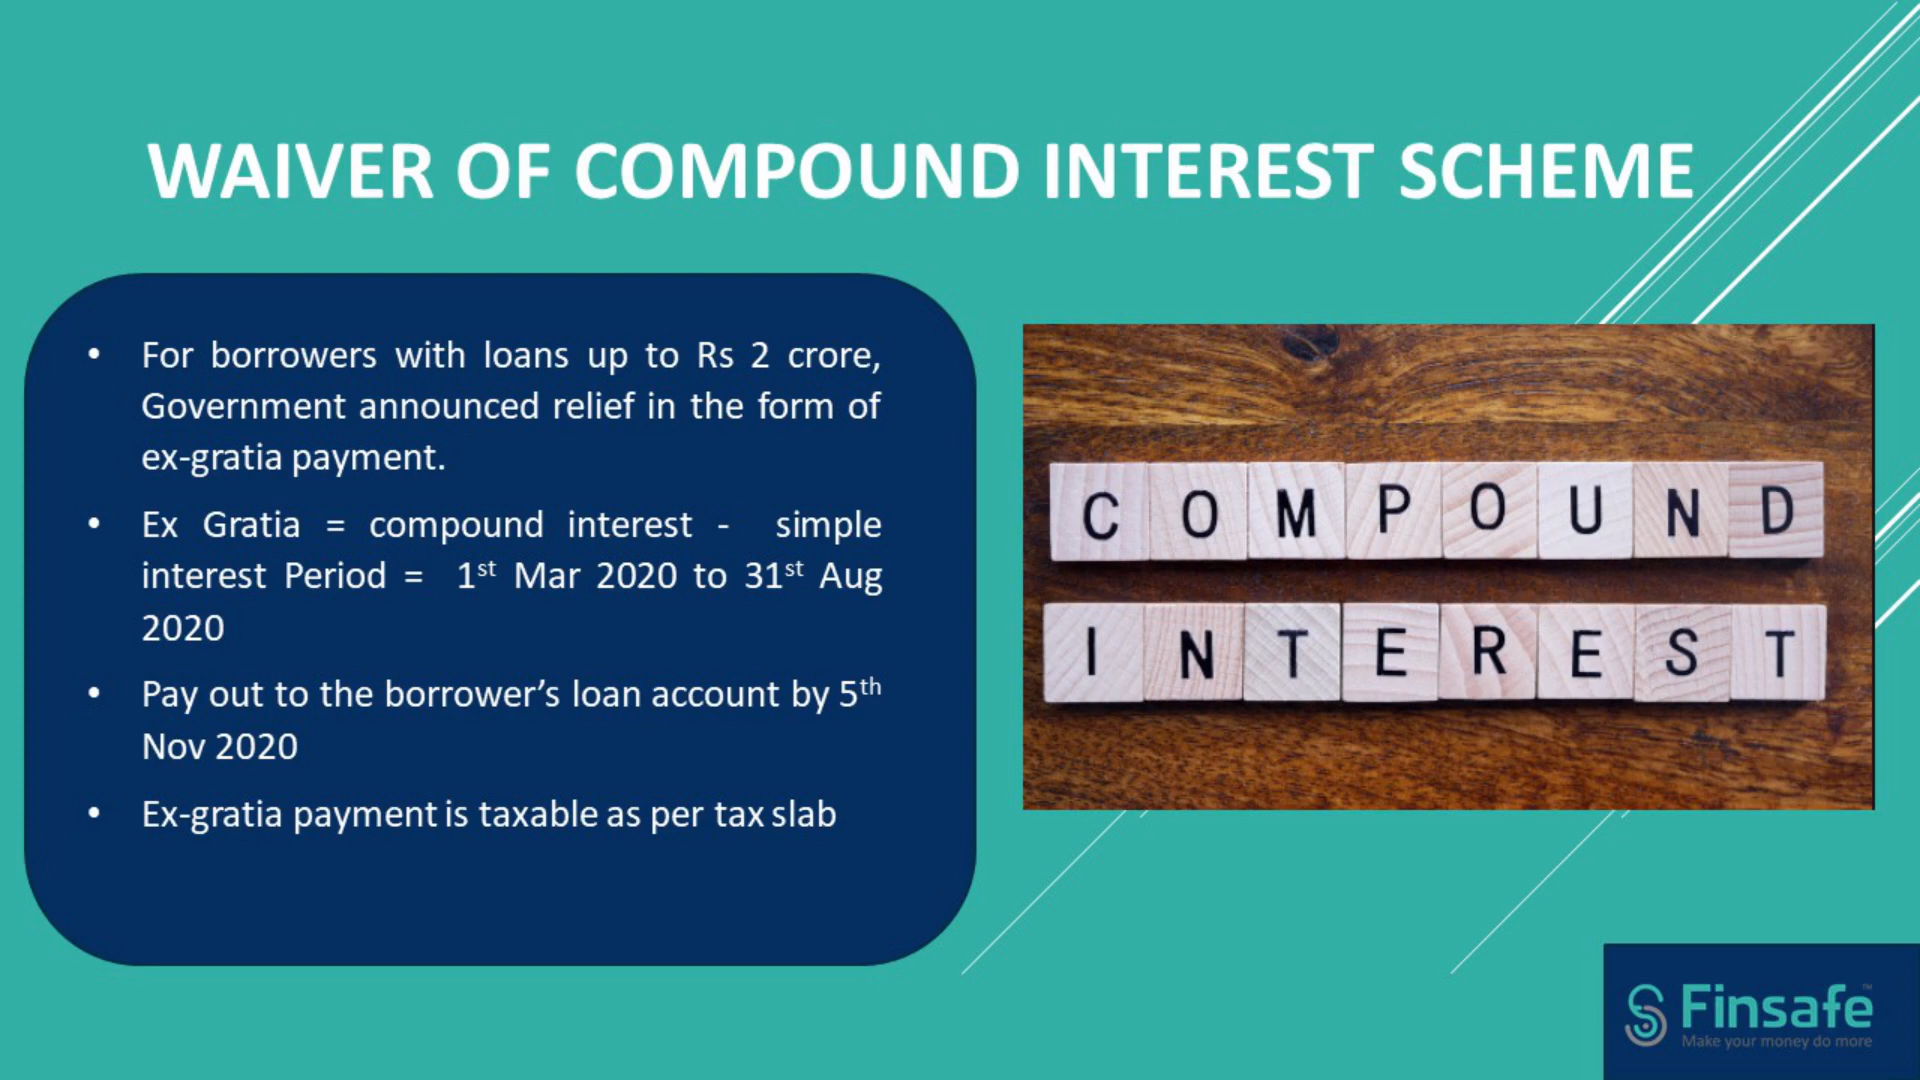 WAIVER OF COMPOUND INTEREST SCHEME
• For borrowers with loans up to Rs 2 crore,
Government announced relief in the form of
ex-gratia payment.
• Ex Gratia = compound interest - simple
interest Period = 1st Mar 2020 to 31st Aug
2020
• Pay out to the borrower’s loan account by 5th
Nov 2020
• Ex-gratia payment is taxable as per tax slab
COMPOUND
INTEREST
Finsafe™
Make your money do more